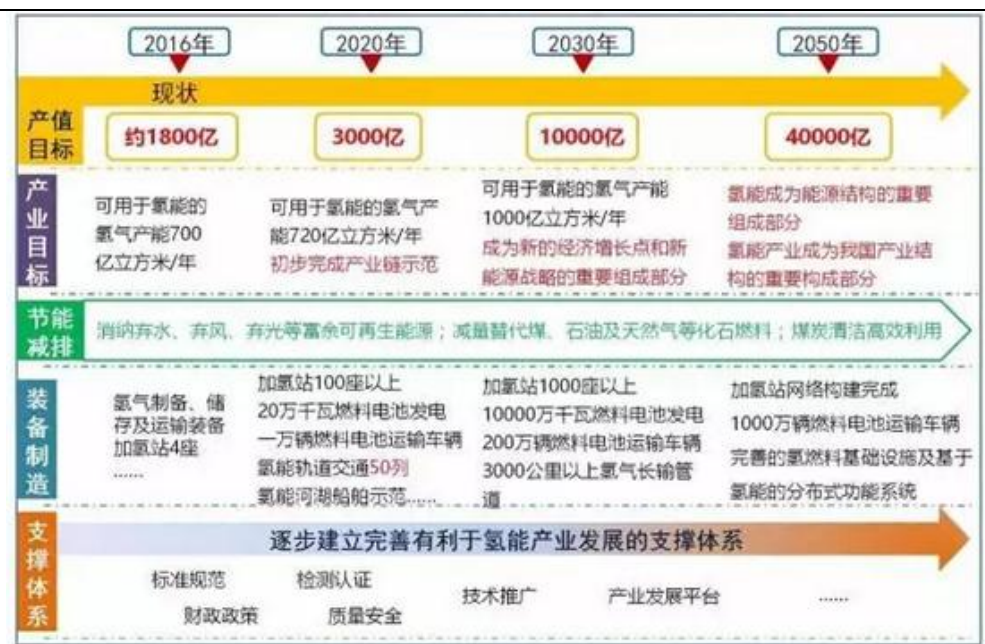 2016年
2020年
2030年
2050年
现状
产值
目标
约1800亿
3000亿
10000亿
40000亿
产
业
目
标
可用于氢能的
氢气产能700
亿立方米/年
可用于氢能的氢气产
能720亿立方米/年
初步完成产业链示范
可用于氢能的氢气产能
1000亿立方米/年
成为新的经济增长点和新
能源战略的重要组成部分
氢能成为能源结构的重要
组成部分
氢能产业成为我国产业结
构的重要构成部分
节能
减排
消纳弃水、弃风、弃光等富余可再生能源；减量替代煤、石油及天然气等化石燃料；煤炭清洁高效利用
装
备
制
造
氢气制备、储
存及运输装备
加氢站4座
......
加氢站100座以上
20万千瓦燃料电池发电
一万辆燃料电池运输车辆
氢能轨道交通50列
氢能河湖船舶示范......
加氢站1000座以上
10000万千瓦燃料电池发电
200万辆燃料电池运输车辆
3000公里以上氢气长输管
道
加氢站网络构建完成
1000万辆燃料电池运输车辆
完善的氢燃料基础设施及基于
氢能的分布式功能系统
支
撑
体
系
逐步建立完善有利于氢能产业发展的支撑体系
标准规范
检测认证
技术推广
产业发展平台
......
财政政策
质量安全